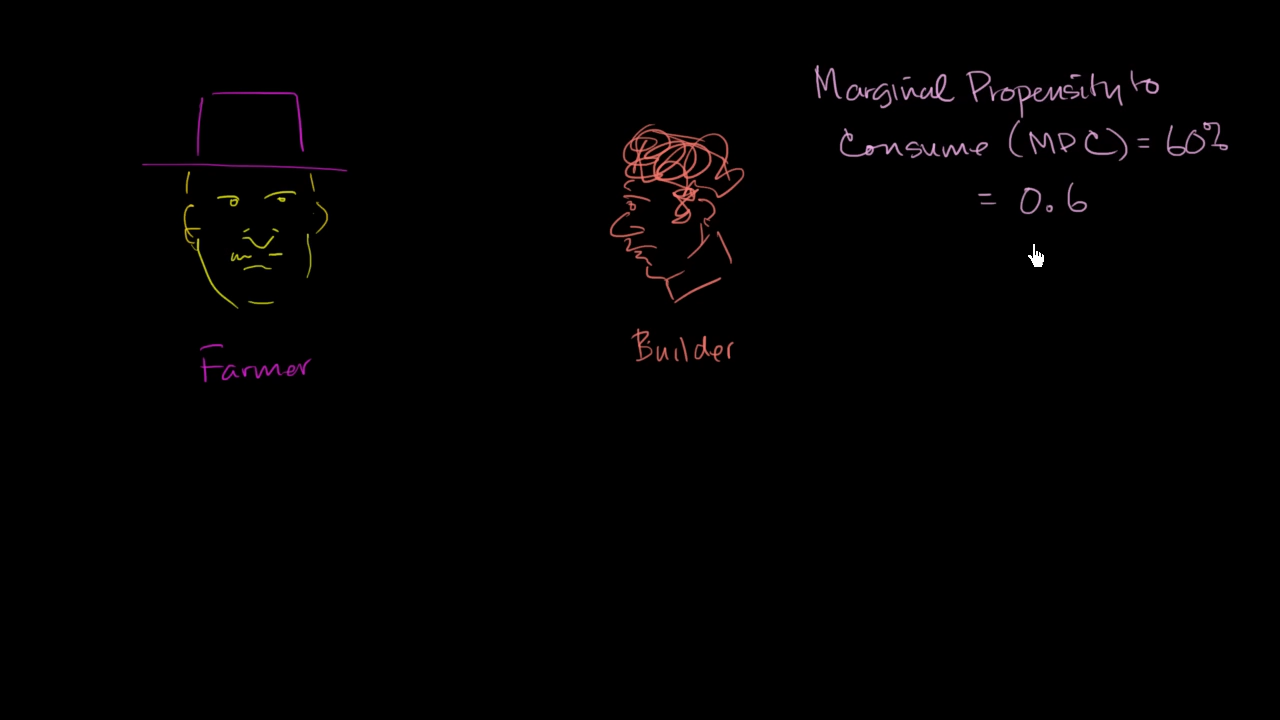 Marginal Propensity to
Consume (MPC) = 60%
= 0.6
Builder
Farmer